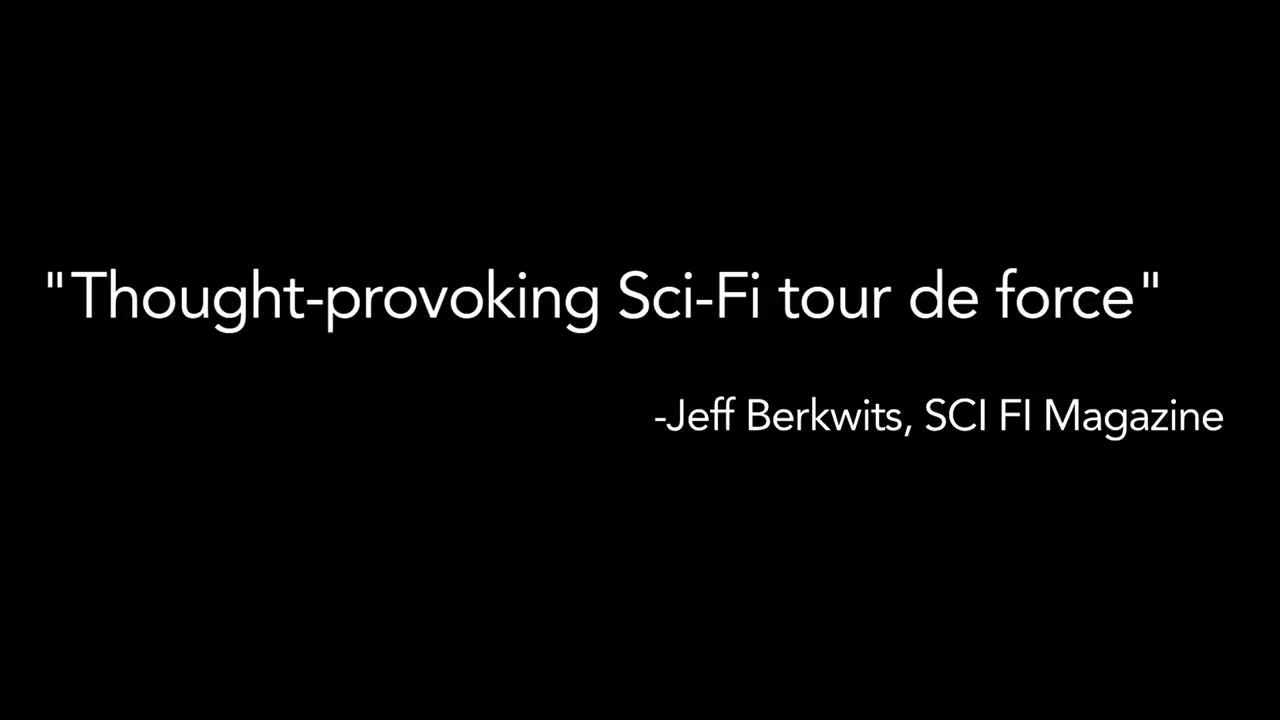 "Thought-provoking Sci-Fi tour de force"
-Jeff Berkwits, SCI FI Magazine